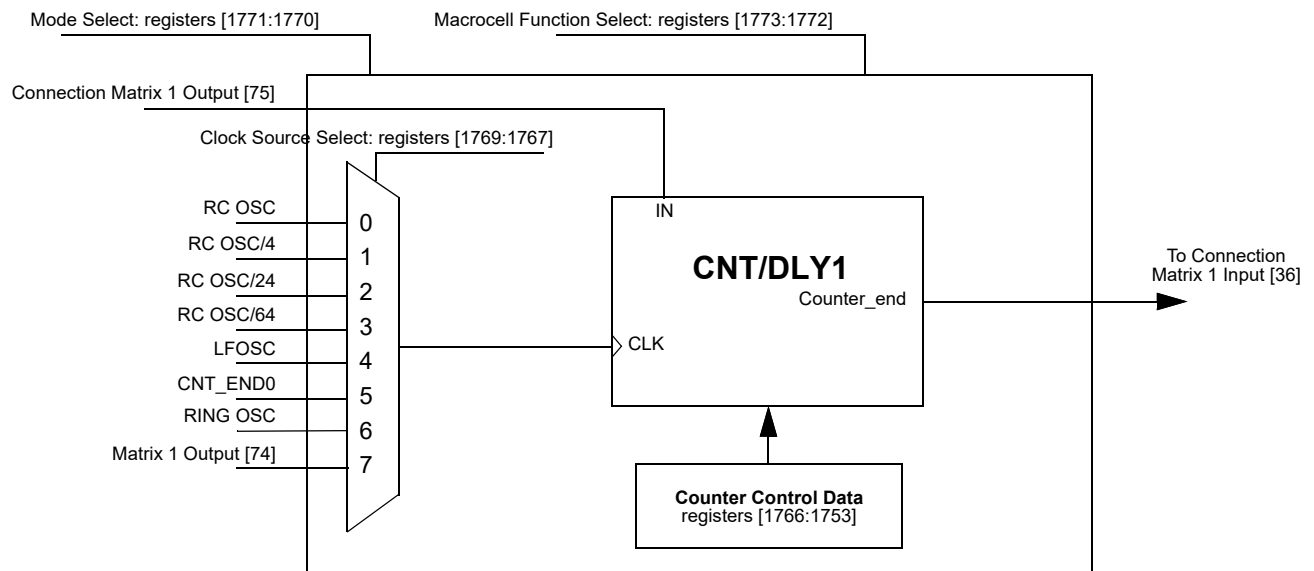 Mode Select: registers [1771:1770]
Macrocell Function Select: registers [1773:1772]
Connection Matrix 1 Output [75]
Clock Source Select: registers [1769:1767]
RC OSC
0
RC OSC/4
1
RC OSC/24
2
RC OSC/64
3
LFOSC
4
CNT_END0
5
RING OSC
6
Matrix 1 Output [74]
7
IN
CNT/DLY1
Counter_end
CLK
To Connection
Matrix 1 Input [36]
Counter Control Data
registers [1766:1753]